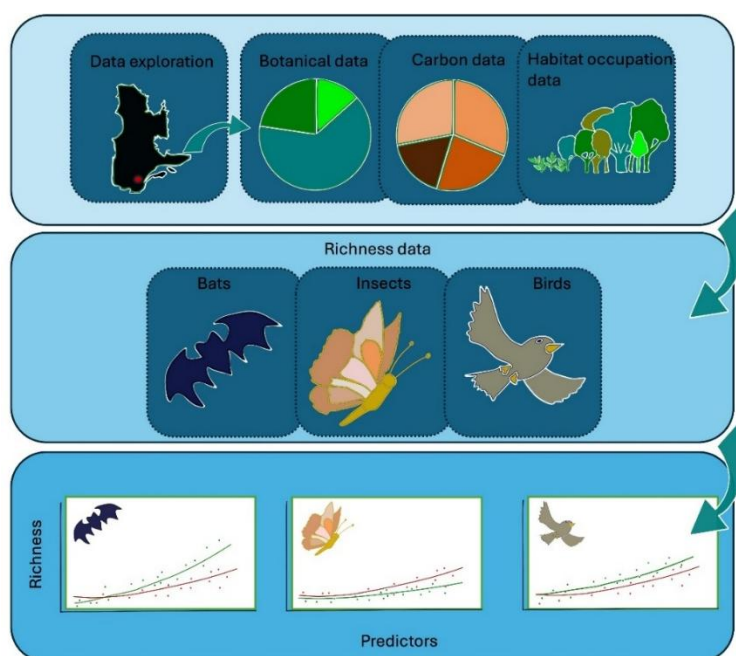 Data exploration
Botanical data
Carbon data
Habitat occupation
data
Richness data
Bats
Insects
Birds
Richness
Predictors